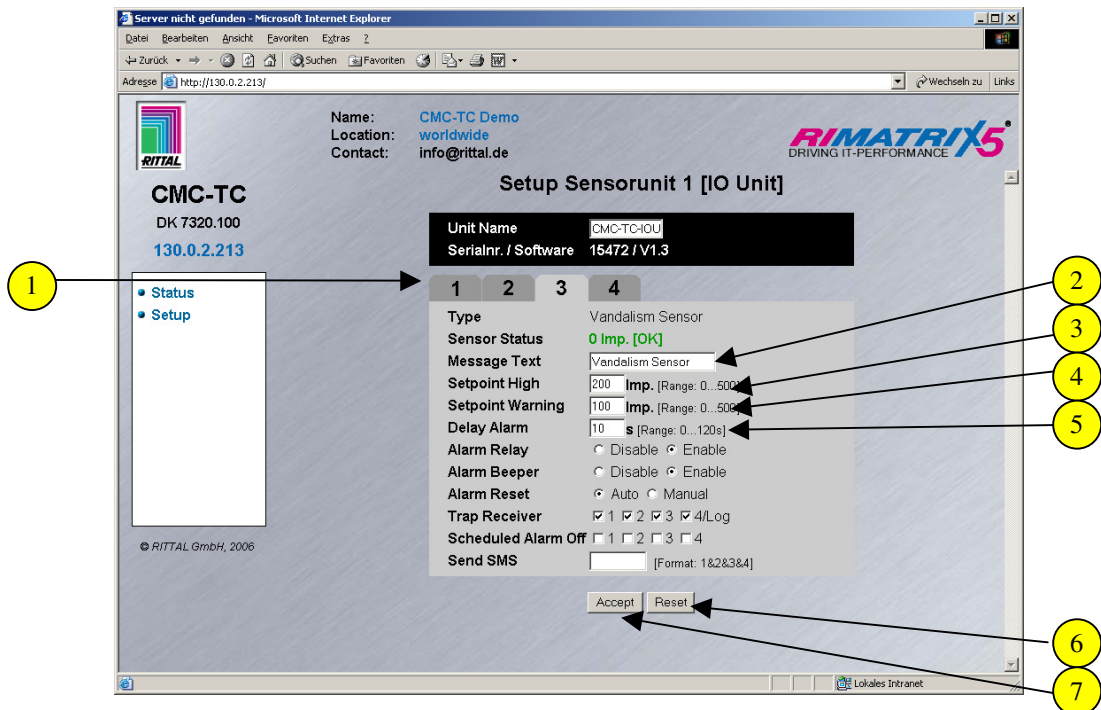 Server nicht gefunden - Microsoft Internet Explorer
Datei Bearbeiten Ansicht Favoriten Extras ?
Zurück Suchen Favoriten
Adresse http://130.0.2.213/ Wechseln zu Links
RITTAL
Name: CMC-TC Demo
Location: worldwide
Contact: info@rittal.de
RIMATRIX5
DRIVING IT-PERFORMANCE
CMC-TC
DK 7320.100
130.0.2.213
Status
Setup
© RITTAL GmbH, 2006
Setup Sensorunit 1 [IO Unit]
Unit Name CMC-TC-IOU
Serialnr. / Software 15472 / V1.3
1 2 3 4
Type Vandalism Sensor
Sensor Status 0 Imp. [OK]
Message Text Vandalism Sensor
Setpoint High 200 Imp. [Range: 0...500]
Setpoint Warning 100 Imp. [Range: 0...500]
Delay Alarm 10 s [Range: 0...120s]
Alarm Relay Disable Enable
Alarm Beeper Disable Enable
Alarm Reset Auto Manual
Trap Receiver 1 2 3 4/Log
Scheduled Alarm Off 1 2 3 4
Send SMS [Format: 1&2&3&4]
Accept Reset
Lokales Intranet
1
2
3
4
5
6
7